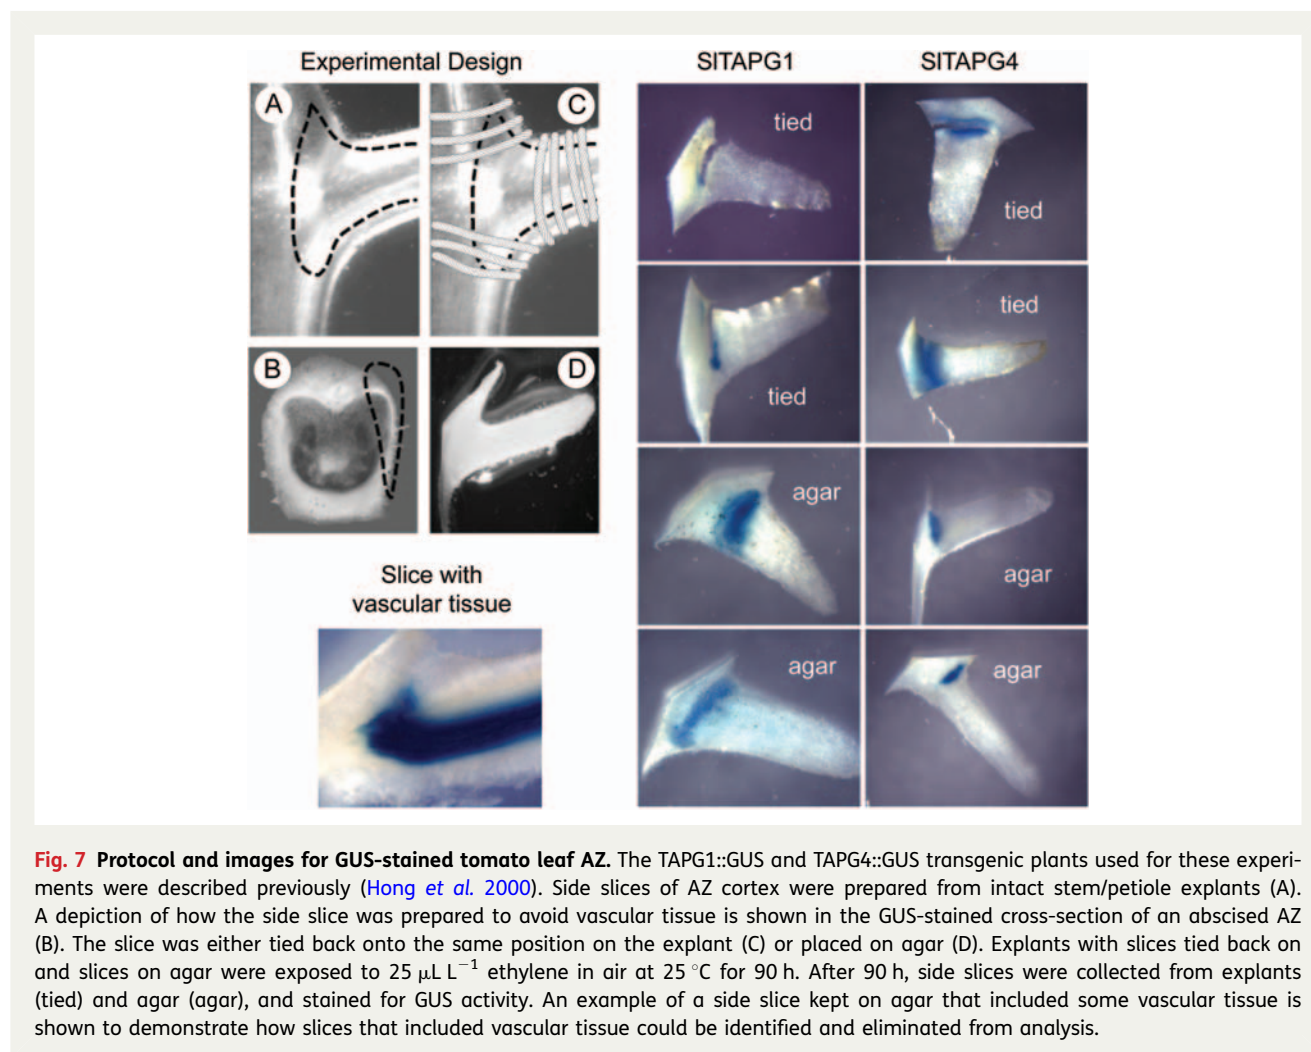 Experimental Design
SlTAPG1
SlTAPG4
A
C
B
D
tied
tied
tied
tied
agar
agar
agar
agar
Slice with
vascular tissue
Fig. 7 Protocol and images for GUS-stained tomato leaf AZ. The TAPG1::GUS and TAPG4::GUS transgenic plants used for these experi-
ments were described previously (Hong et al. 2000). Side slices of AZ cortex were prepared from intact stem/petiole explants (A).
A depiction of how the side slice was prepared to avoid vascular tissue is shown in the GUS-stained cross-section of an abscised AZ
(B). The slice was either tied back onto the same position on the explant (C) or placed on agar (D). Explants with slices tied back on
and slices on agar were exposed to 25 μL L⁻¹ ethylene in air at 25 °C for 90 h. After 90 h, side slices were collected from explants
(tied) and agar (agar), and stained for GUS activity. An example of a side slice kept on agar that included some vascular tissue is
shown to demonstrate how slices that included vascular tissue could be identified and eliminated from analysis.